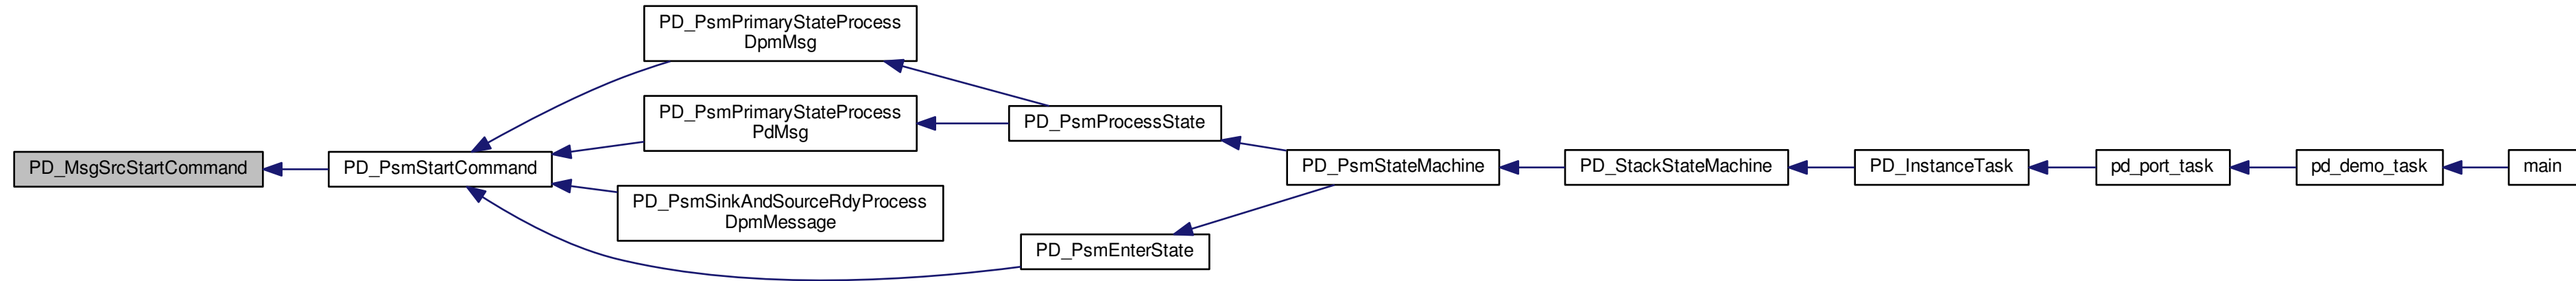 PD_PsmPrimaryStateProcess
DpmMsg
PD_PsmPrimaryStateProcess
PdMsg
PD_PsmProcessState
PD_MsgSrcStartCommand
PD_PsmStartCommand
PD_PsmStateMachine
PD_StackStateMachine
PD_InstanceTask
pd_port_task
pd_demo_task
main
PD_PsmSinkAndSourceRdyProcess
DpmMessage
PD_PsmEnterState